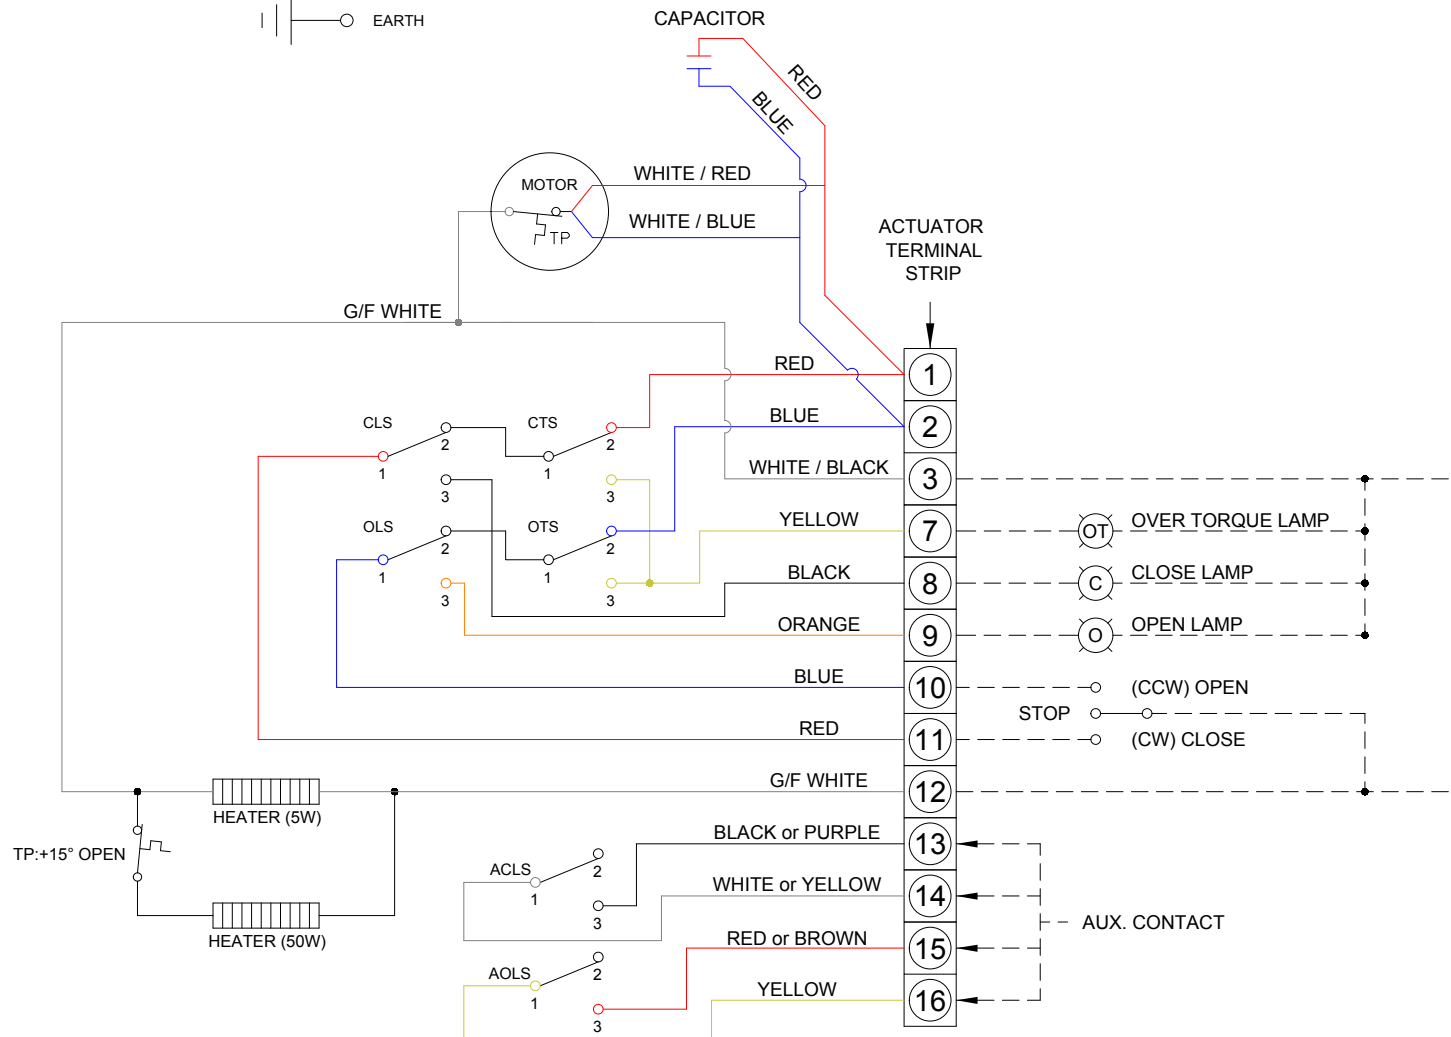 EARTH
CAPACITOR
RED
BLUE
MOTOR
TP
WHITE / RED
WHITE / BLUE
ACTUATOR
TERMINAL
STRIP
G/F WHITE
RED
1
CLS
1
2
3
CTS
1
2
3
BLUE
2
WHITE / BLACK
3
OLS
1
2
3
OTS
1
2
3
YELLOW
7
OT
OVER TORQUE LAMP
BLACK
8
C
CLOSE LAMP
ORANGE
9
O
OPEN LAMP
BLUE
10
(CCW) OPEN
STOP
RED
11
(CW) CLOSE
G/F WHITE
12
HEATER (5W)
TP:+15° OPEN
HEATER (50W)
BLACK or PURPLE
13
ACLS
1
2
3
WHITE or YELLOW
14
AUX. CONTACT
RED or BROWN
15
AOLS
1
2
3
YELLOW
16